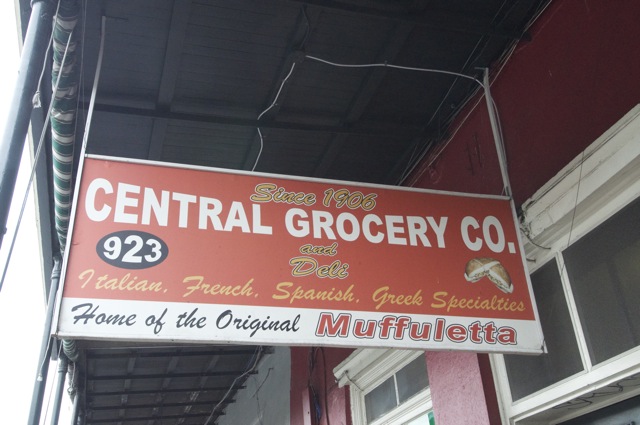 Since 1906
CENTRAL GROCERY CO.
923
and
Deli
Italian, French, Spanish, Greek Specialties
Home of the Original Muffuletta